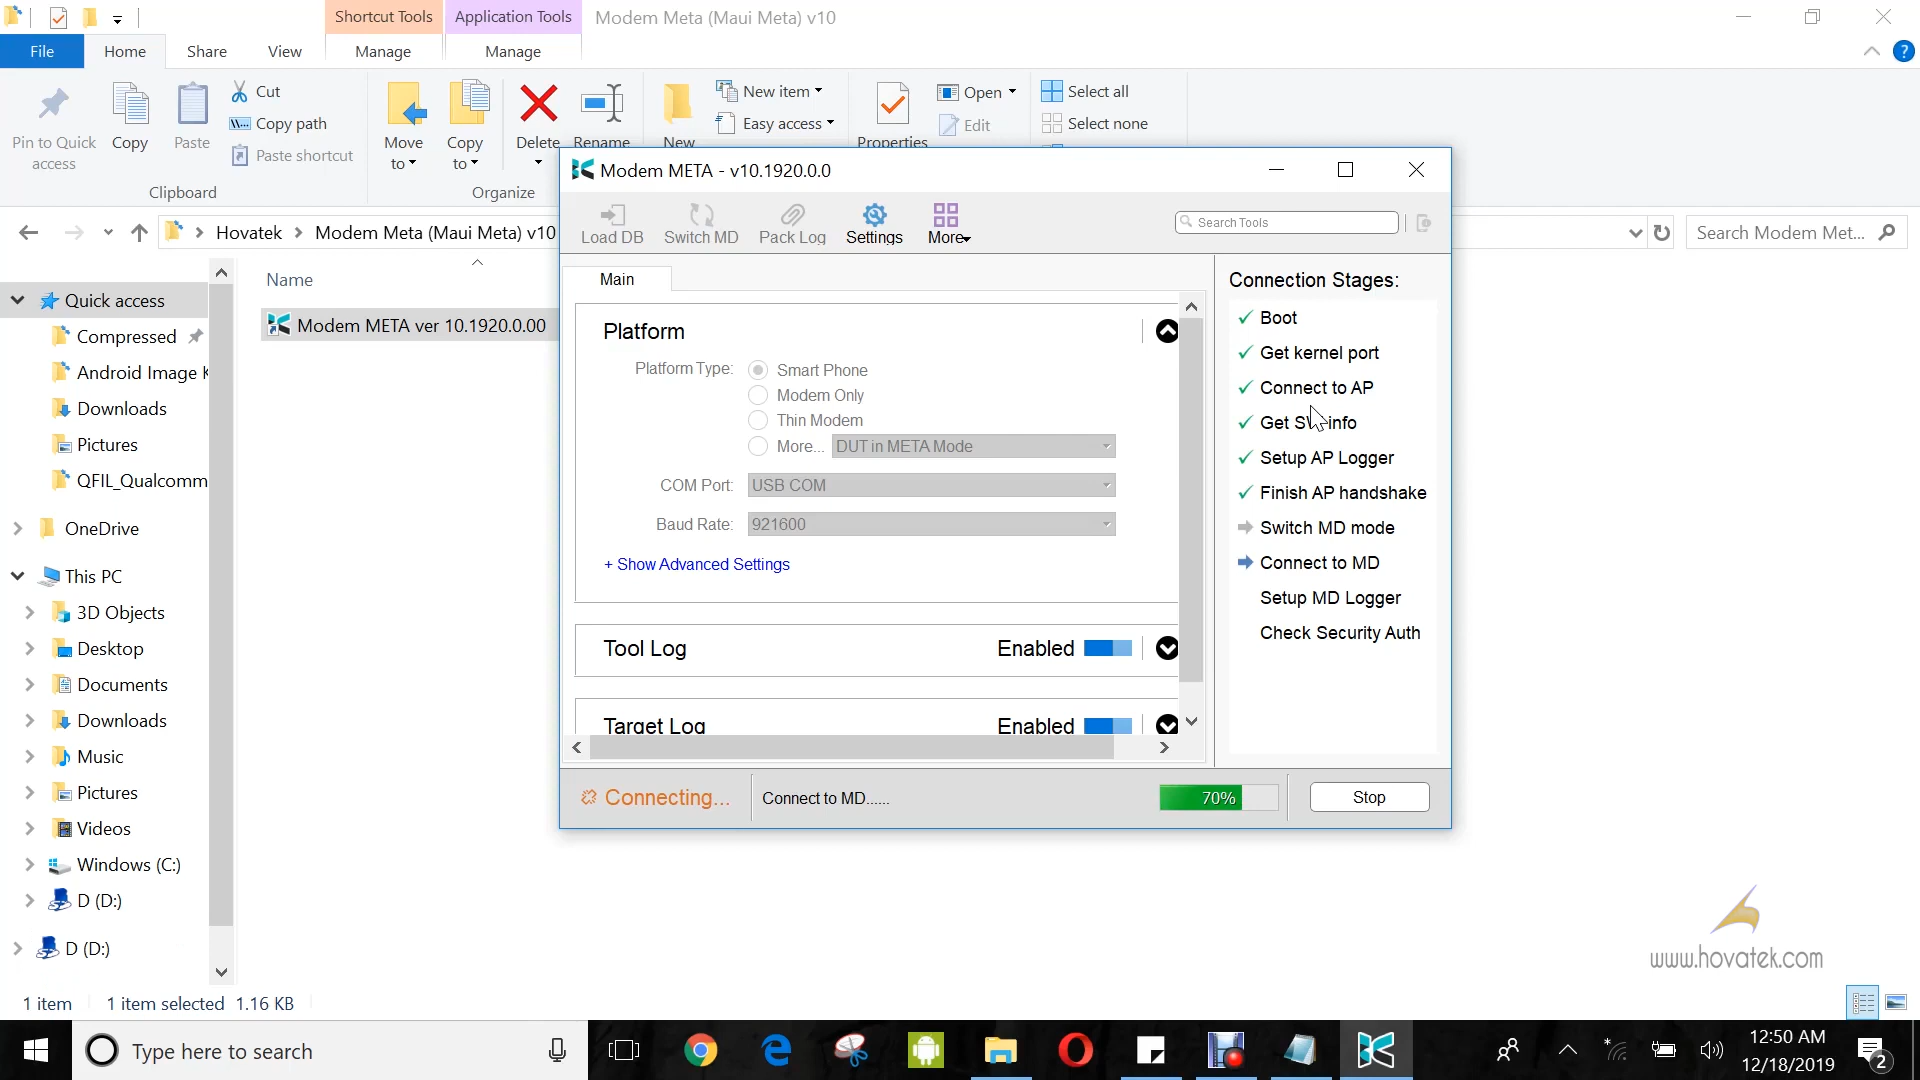 Shortcut Tools
Application Tools
Modem Meta (Maui Meta) v10
File
Home
Share
View
Manage
Manage
?
Pin to Quick
access
Copy
Paste
Cut
Copy path
Paste shortcut
Clipboard
Move
to
Copy
to
Delete
Rename
Organize
New
New item
Easy access
Properties
Open
Edit
Select all
Select none
Hovatek
Modem Meta (Maui Meta) v10
Search Modem Met...
Quick access
Compressed
Android Image K
Downloads
Pictures
QFIL_Qualcomm
OneDrive
This PC
3D Objects
Desktop
Documents
Downloads
Music
Pictures
Videos
Windows (C:)
D (D:)
D (D:)
Name
Modem META ver 10.1920.0.00
Modem META - v10.1920.0.0
Load DB
Switch MD
Pack Log
Settings
More
Search Tools
Main
Platform
Platform Type:
Smart Phone
Modem Only
Thin Modem
More...
DUT in META Mode
COM Port:
USB COM
Baud Rate:
921600
+ Show Advanced Settings
Tool Log
Enabled
Target Log
Enabled
Connection Stages:
Boot
Get kernel port
Connect to AP
Get SW info
Setup AP Logger
Finish AP handshake
Switch MD mode
Connect to MD
Setup MD Logger
Check Security Auth
Connecting...
Connect to MD......
70%
Stop
www.hovatek.com
1 item
1 item selected
1.16 KB
Type here to search
12:50 AM
12/18/2019
2